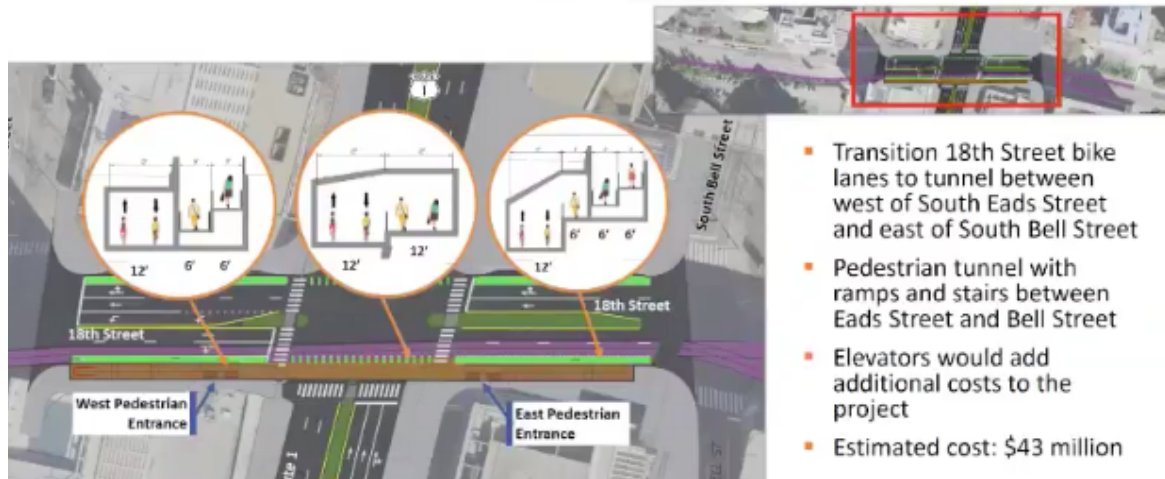 1
South Bell Street
12'
6'
6'
12'
12'
12'
6'
6'
6'
18th Street
18th Street
West Pedestrian
Entrance
East Pedestrian
Entrance
Transition 18th Street bike
lanes to tunnel between
west of South Eads Street
and east of South Bell Street
Pedestrian tunnel with
ramps and stairs between
Eads Street and Bell Street
Elevators would add
additional costs to the
project
Estimated cost: $43 million